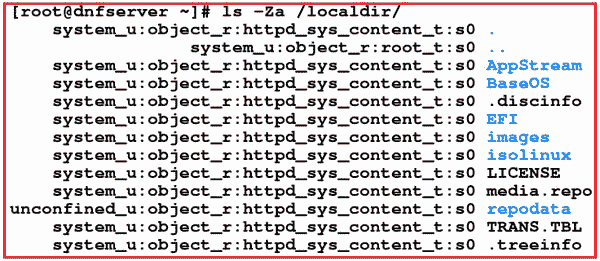 [root@dnfserver ~]# ls -Za /localdir/
system_u:object_r:httpd_sys_content_t:s0 .
system_u:object_r:root_t:s0 ..
system_u:object_r:httpd_sys_content_t:s0 AppStream
system_u:object_r:httpd_sys_content_t:s0 BaseOS
system_u:object_r:httpd_sys_content_t:s0 .discinfo
system_u:object_r:httpd_sys_content_t:s0 EFI
system_u:object_r:httpd_sys_content_t:s0 images
system_u:object_r:httpd_sys_content_t:s0 isolinux
system_u:object_r:httpd_sys_content_t:s0 LICENSE
system_u:object_r:httpd_sys_content_t:s0 media.repo
unconfined_u:object_r:httpd_sys_content_t:s0 repodata
system_u:object_r:httpd_sys_content_t:s0 TRANS.TBL
system_u:object_r:httpd_sys_content_t:s0 .treeinfo